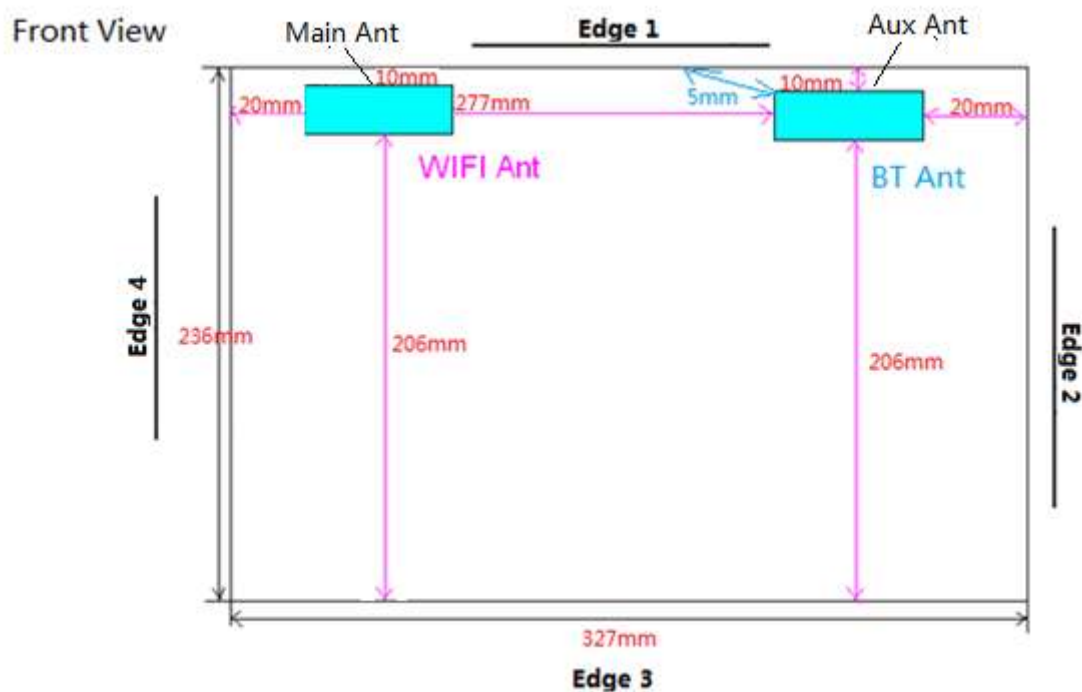 Front View
Main Ant
Edge 1
Aux Ant
10mm
10mm
5mm
20mm
277mm
20mm
WIFI Ant
BT Ant
Edge 4
Edge 2
236mm
206mm
206mm
327mm
Edge 3